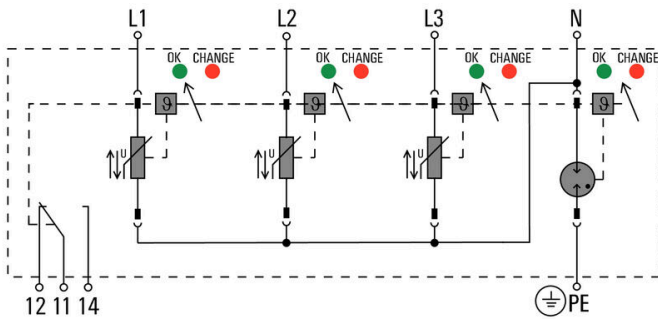 L1 L2 L3 N
OK CHANGE OK CHANGE OK CHANGE OK CHANGE
ϑ ϑ ϑ ϑ
U U U
12 11 14 PE